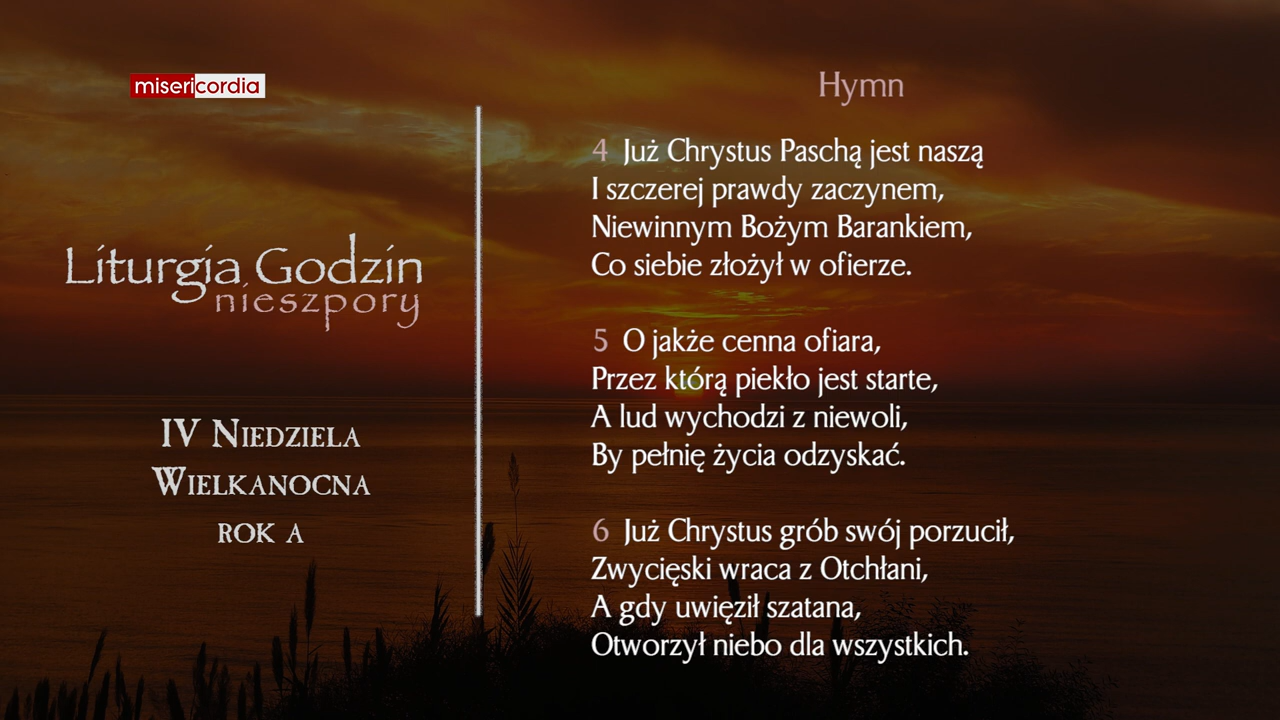 misericordia
Liturgia Godzin
nieszpory
IV Niedziela
Wielkanocna
rok A
Hymn
4 Już Chrystus Paschą jest naszą
I szczerej prawdy zaczynem,
Niewinnym Bożym Barankiem,
Co siebie złożył w ofierze.
5 O jakże cenna ofiara,
Przez którą piekło jest starte,
A lud wychodzi z niewoli,
By pełnię życia odzyskać.
6 Już Chrystus grób swój porzucił,
Zwycięski wraca z Otchłani,
A gdy uwięził szatana,
Otworzył niebo dla wszystkich.